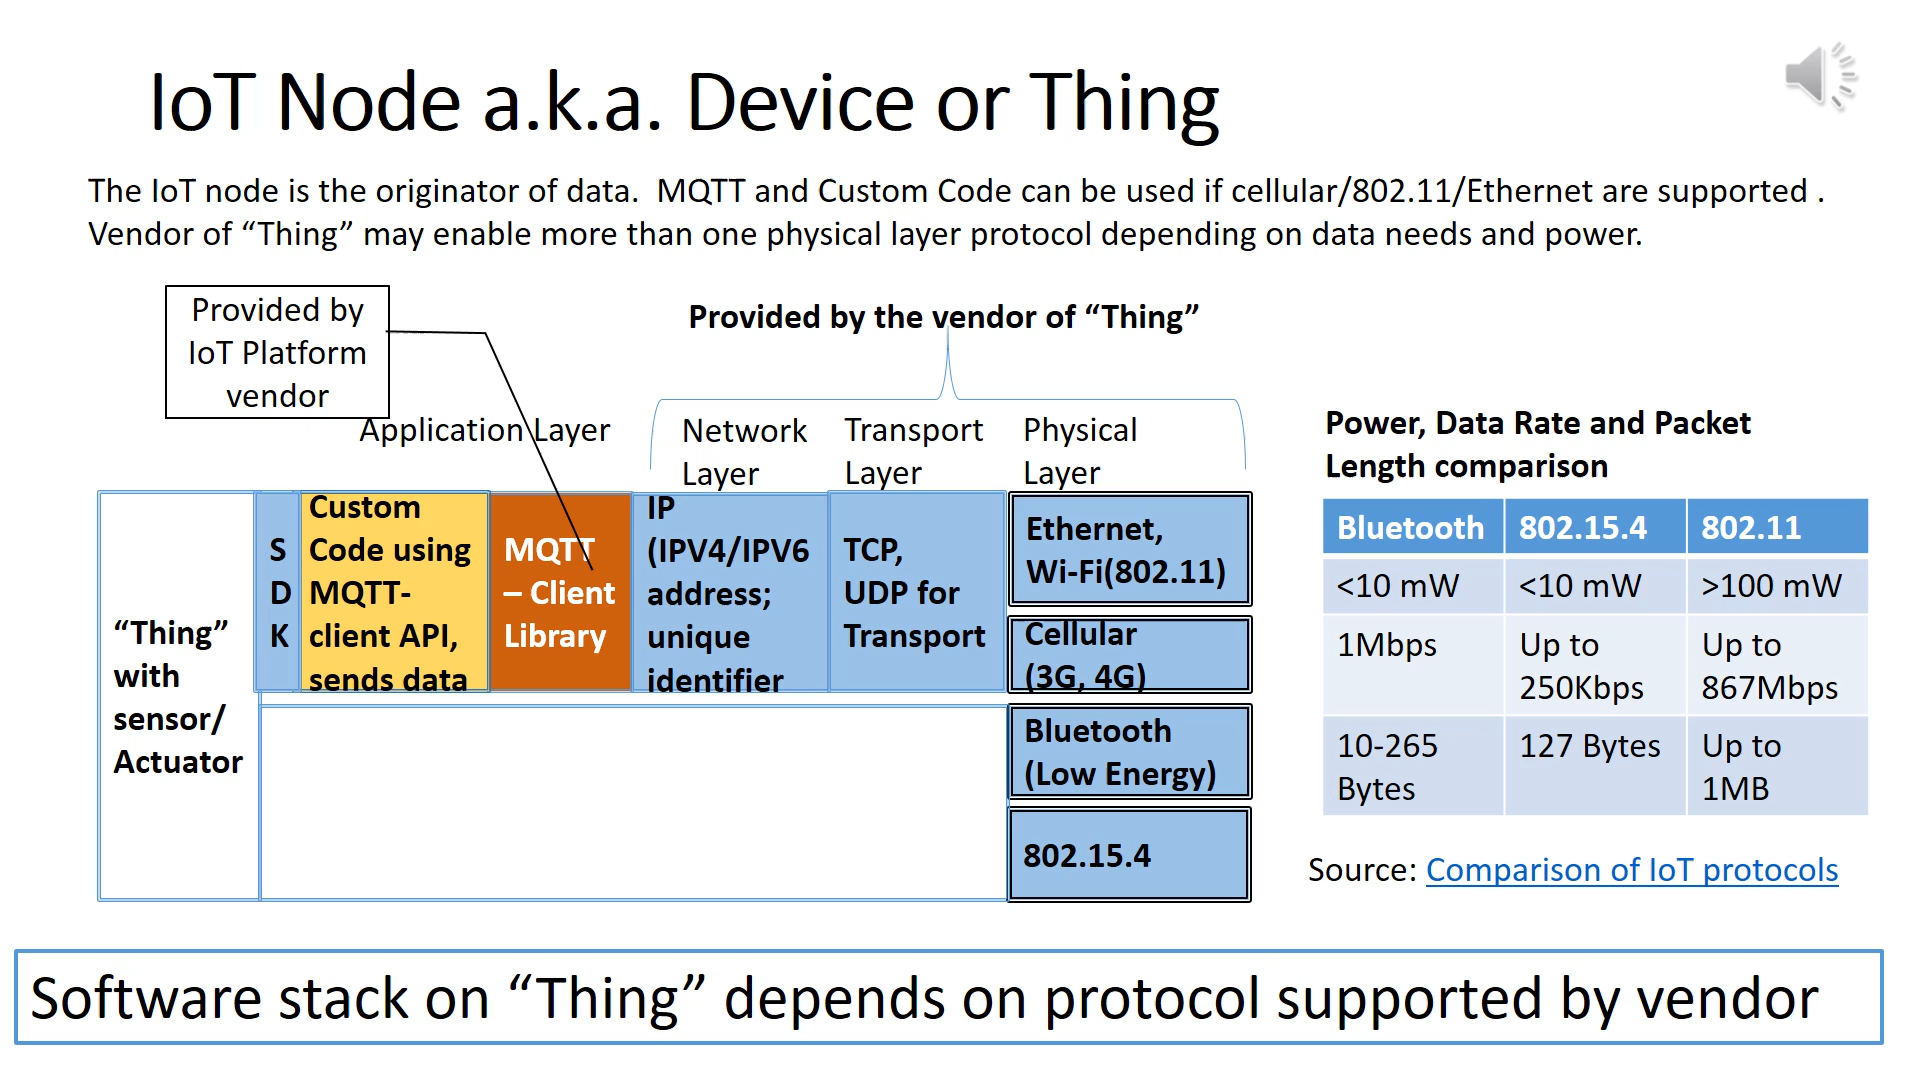 IoT Node a.k.a. Device or Thing
The IoT node is the originator of data.  MQTT and Custom Code can be used if cellular/802.11/Ethernet are supported .
Vendor of “Thing” may enable more than one physical layer protocol depending on data needs and power.
Provided by
IoT Platform
vendor
Provided by the vendor of “Thing”
Application Layer
Network
Layer
Transport
Layer
Physical
Layer
“Thing”
with
sensor/
Actuator
S
D
K
Custom
Code using
MQTT-
client API,
sends data
MQTT
– Client
Library
IP
(IPV4/IPV6
address;
unique
identifier
TCP,
UDP for
Transport
Ethernet,
Wi-Fi(802.11)
Cellular
(3G, 4G)
Bluetooth
(Low Energy)
802.15.4
Power, Data Rate and Packet
Length comparison
Bluetooth 802.15.4 802.11
<10 mW <10 mW >100 mW
1Mbps Up to 250Kbps Up to 867Mbps
10-265 Bytes 127 Bytes Up to 1MB
Source: Comparison of IoT protocols
Software stack on “Thing” depends on protocol supported by vendor